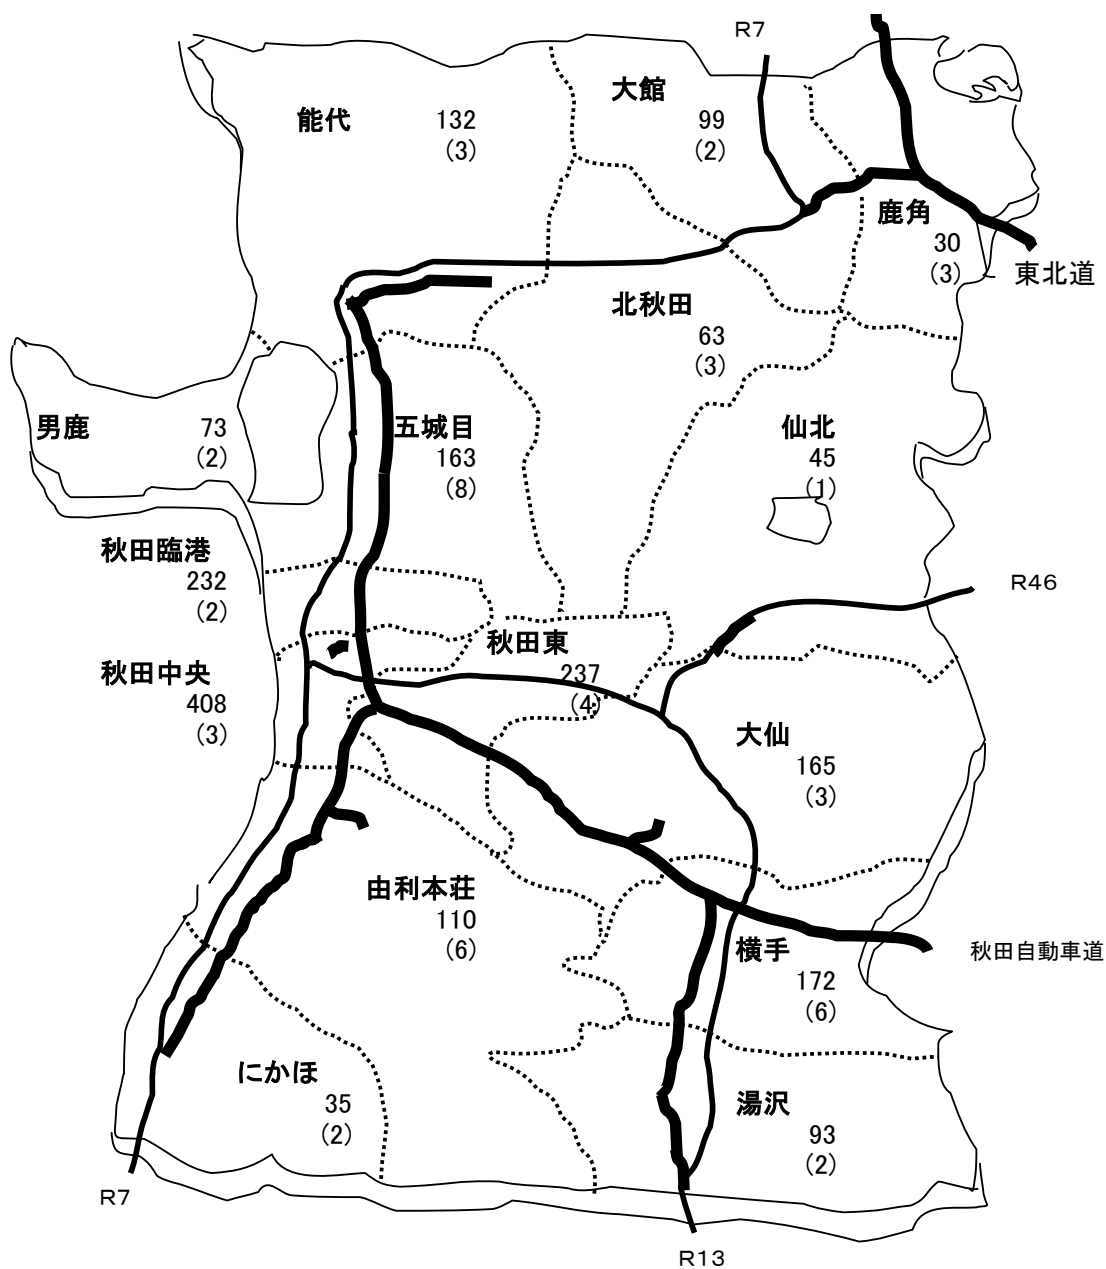 R7
大館
99
(2)
能代
132
(3)
鹿角
30
(3)
東北道
北秋田
63
(3)
男鹿
73
(2)
五城目
163
(8)
仙北
45
(1)
秋田臨港
232
(2)
R46
秋田東
237
(4)
秋田中央
408
(3)
大仙
165
(3)
由利本荘
110
(6)
横手
172
(6)
秋田自動車道
にかほ
35
(2)
湯沢
93
(2)
R7
R13